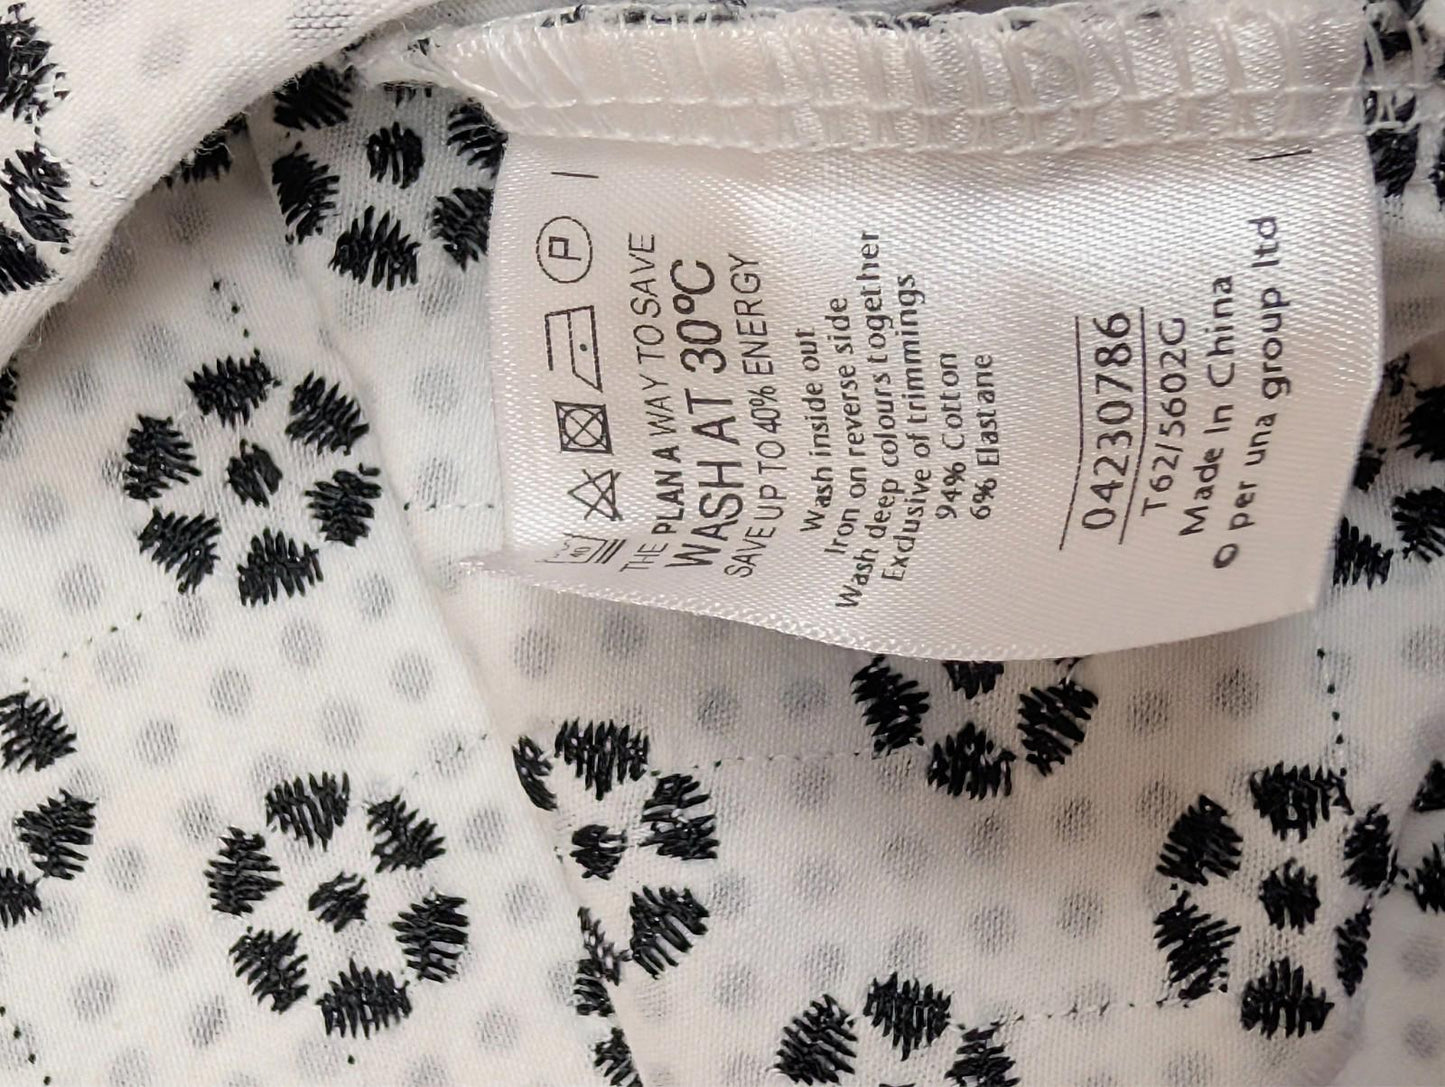 40
P
THE PLAN A WAY TO SAVE
WASH AT 30°C
SAVE UP TO 40% ENERGY
Wash inside out
Iron on reverse side
Wash deep colours together
Exclusive of trimmings
94% Cotton
6% Elastane
04230786
T62/5602G
Made In China
© per una group ltd